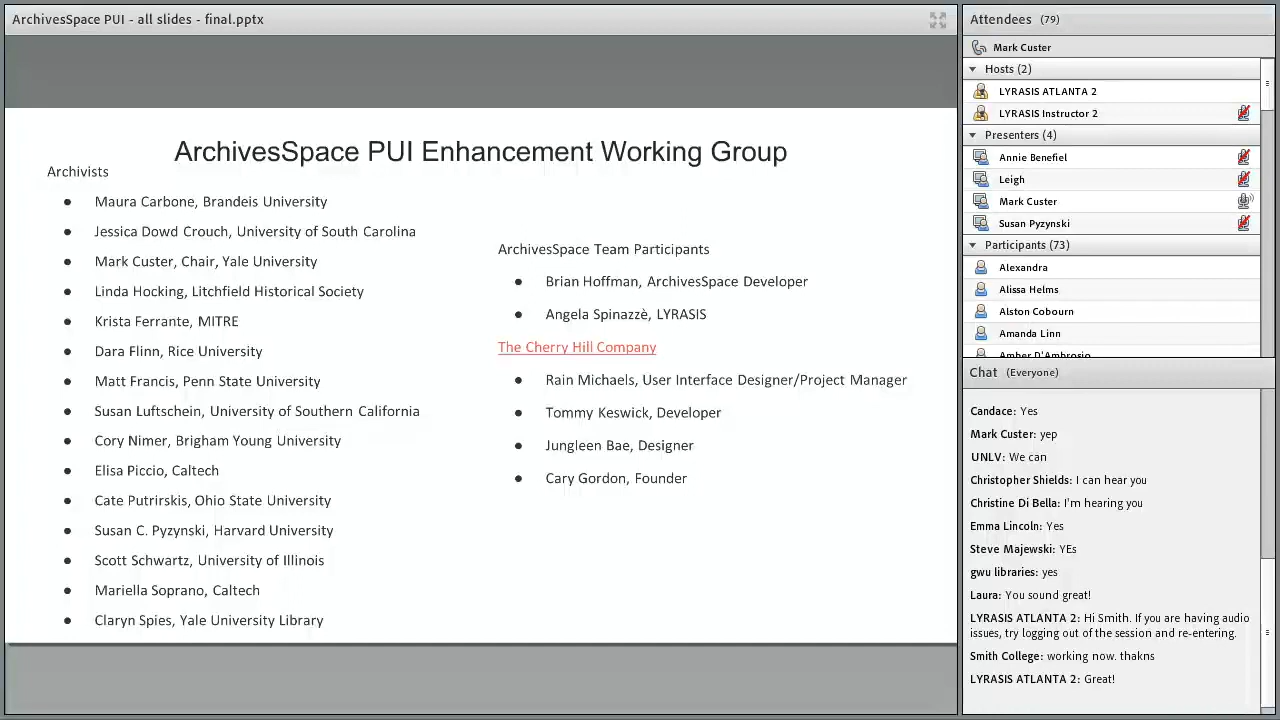 ArchivesSpace PUI - all slides - final.pptx
ArchivesSpace PUI Enhancement Working Group
Archivists
● Maura Carbone, Brandeis University
● Jessica Dowd Crouch, University of South Carolina
● Mark Custer, Chair, Yale University
● Linda Hocking, Litchfield Historical Society
● Krista Ferrante, MITRE
● Dara Flinn, Rice University
● Matt Francis, Penn State University
● Susan Luftschein, University of Southern California
● Cory Nimer, Brigham Young University
● Elisa Piccio, Caltech
● Cate Putrirskis, Ohio State University
● Susan C. Pyzynski, Harvard University
● Scott Schwartz, University of Illinois
● Mariella Soprano, Caltech
● Claryn Spies, Yale University Library
ArchivesSpace Team Participants
● Brian Hoffman, ArchivesSpace Developer
● Angela Spinazzè, LYRASIS
The Cherry Hill Company
● Rain Michaels, User Interface Designer/Project Manager
● Tommy Keswick, Developer
● Jungleen Bae, Designer
● Cary Gordon, Founder
Attendees (79)
Mark Custer
Hosts (2)
LYRASIS ATLANTA 2
LYRASIS Instructor 2
Presenters (4)
Annie Benefiel
Leigh
Mark Custer
Susan Pyzynski
Participants (73)
Alexandra
Alissa Helms
Alston Cobourn
Amanda Linn
Amber D'Ambrosio
Chat (Everyone)
Candace: Yes
Mark Custer: yep
UNLV: We can
Christopher Shields: I can hear you
Christine Di Bella: I'm hearing you
Emma Lincoln: Yes
Steve Majewski: YEs
gwu libraries: yes
Laura: You sound great!
LYRASIS ATLANTA 2: Hi Smith. If you are having audio
issues, try logging out of the session and re-entering.
Smith College: working now. thakns
LYRASIS ATLANTA 2: Great!